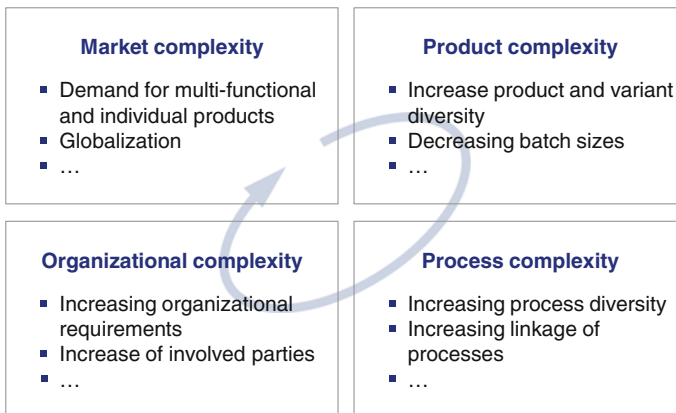 Market complexity
▪ Demand for multi-functional
and individual products
▪ Globalization
▪ …
Product complexity
▪ Increase product and variant
diversity
▪ Decreasing batch sizes
▪ …
Organizational complexity
▪ Increasing organizational
requirements
▪ Increase of involved parties
▪ …
Process complexity
▪ Increasing process diversity
▪ Increasing linkage of
processes
▪ …